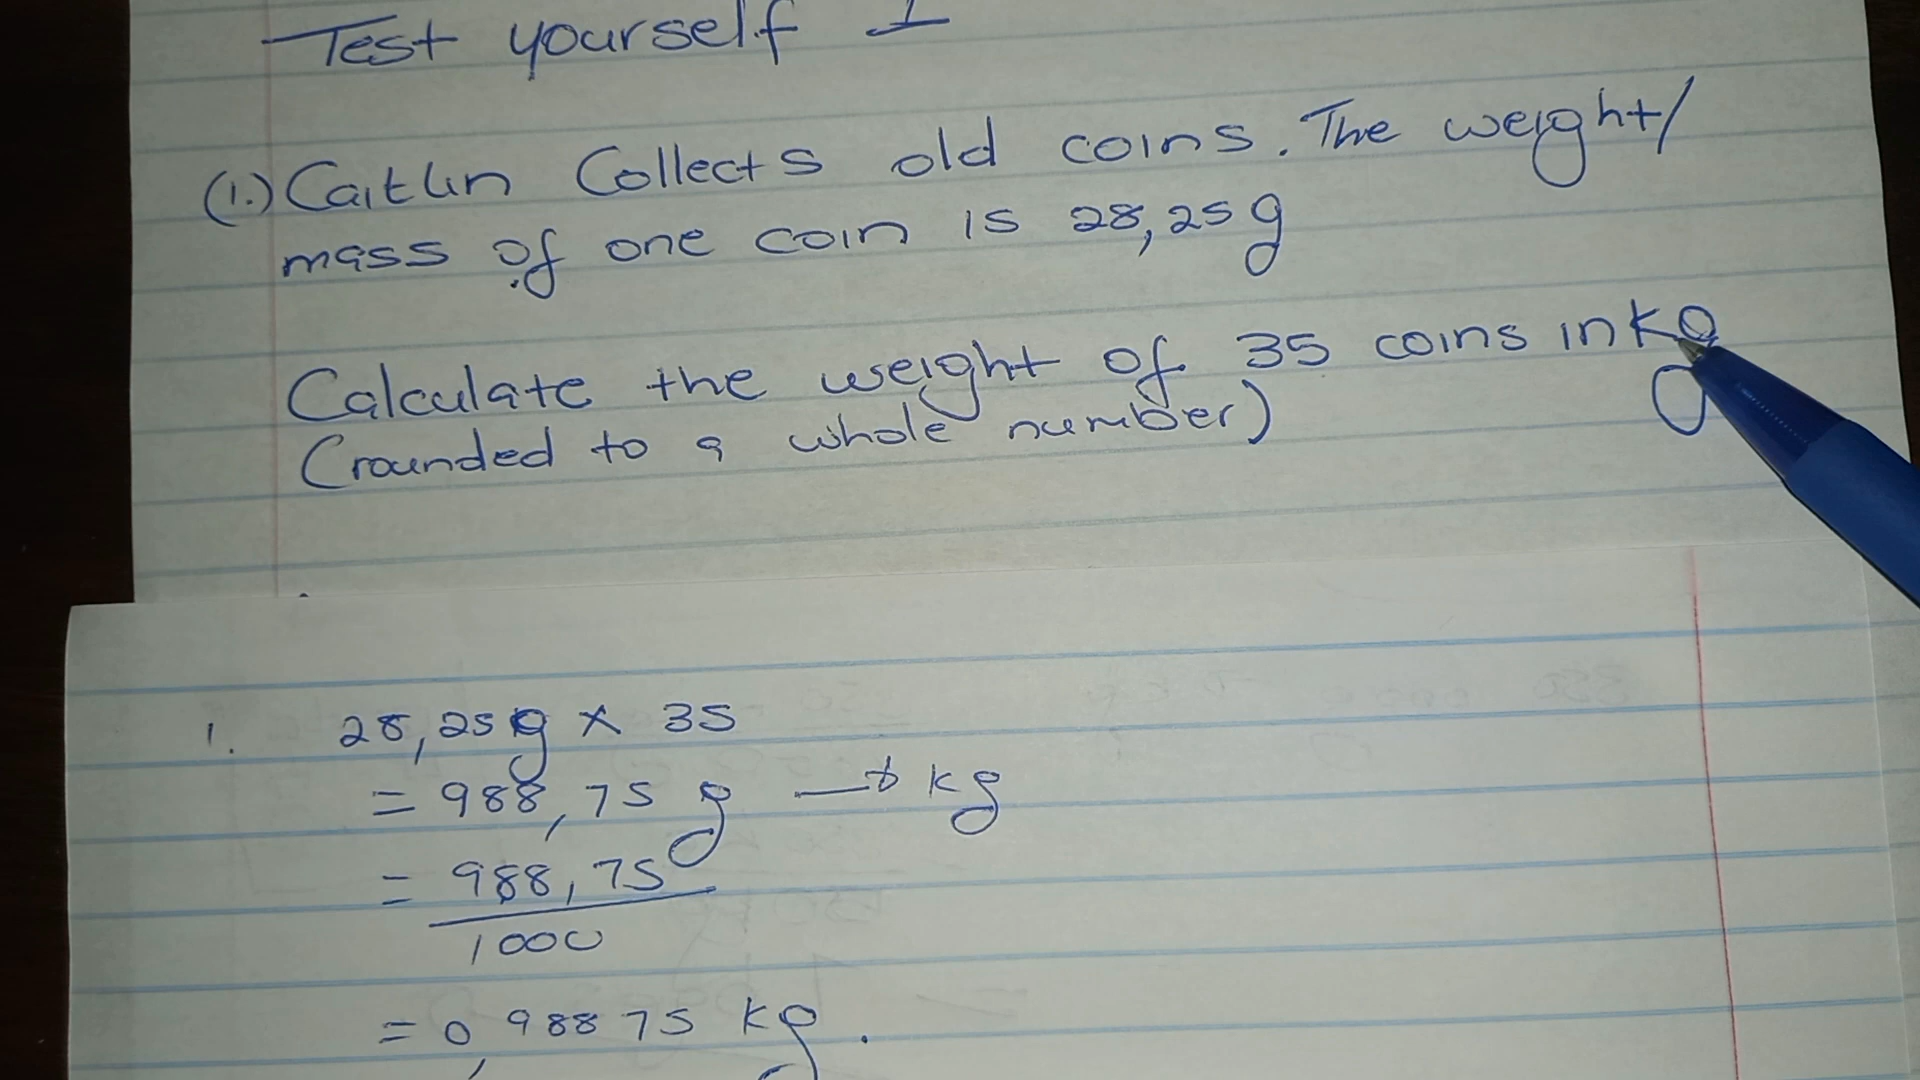 Test yourself 1
(1.) Caitlin Collects old coins. The weight/
mass of one coin is 28,25 g
Calculate the weight of 35 coins in kg
(rounded to a whole number)
1. 28,25g × 35
= 988,75 g → kg
= 988,75
1000
= 0,98875 kg.